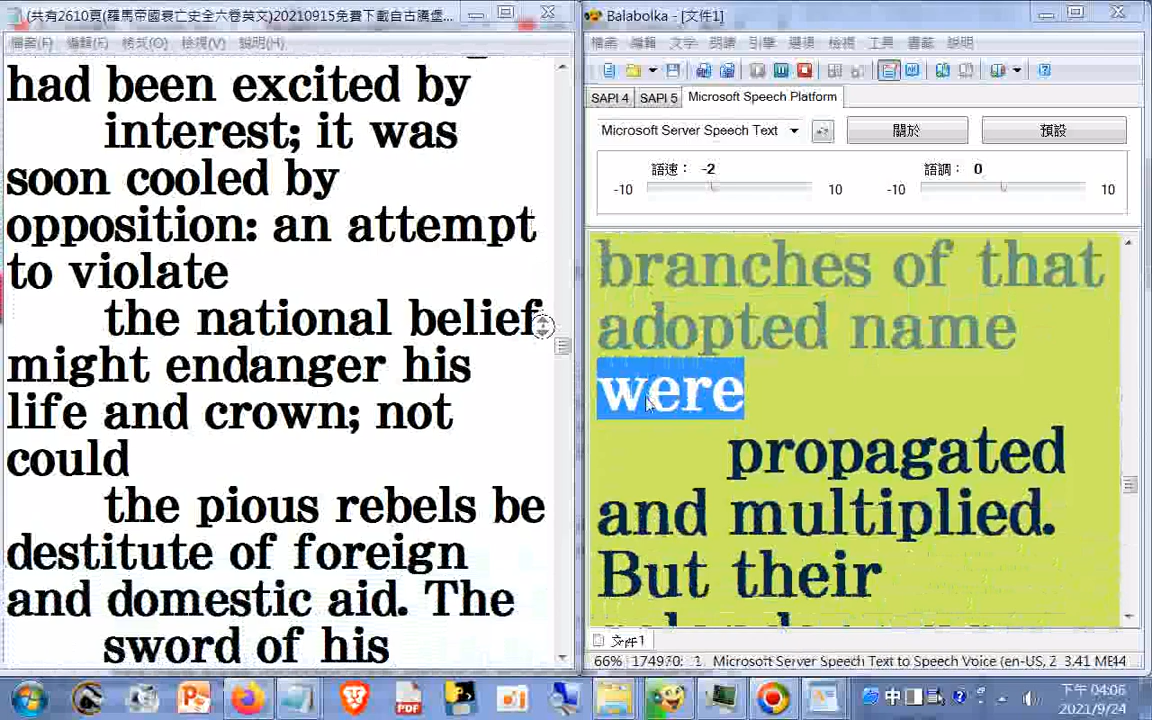 (共有2610頁(羅馬帝國衰亡史全六卷英文)20210915免費下載自古騰堡...
檔案(F) 編輯(E) 格式(O) 檢視(V) 說明(H)
had been excited by
interest; it was
soon cooled by
opposition: an attempt
to violate
the national belief
might endanger his
life and crown; not
could
the pious rebels be
destitute of foreign
and domestic aid. The
sword of his
Balabolka - [文件1]
檔案 編輯 文字 朗讀 引擎 選項 檢視 工具 書籤 說明
SAPI 4 SAPI 5 Microsoft Speech Platform
Microsoft Server Speech Text 關於 預設
語速： -2 語調： 0
-10 10 -10 10
branches of that
adopted name
were
propagated
and multiplied.
But their
文件1
66% 174970: 1 Microsoft Server Speech Text to Speech Voice (en-US, Z 3.41 ME 44
中
下午 04:06
2021/9/24